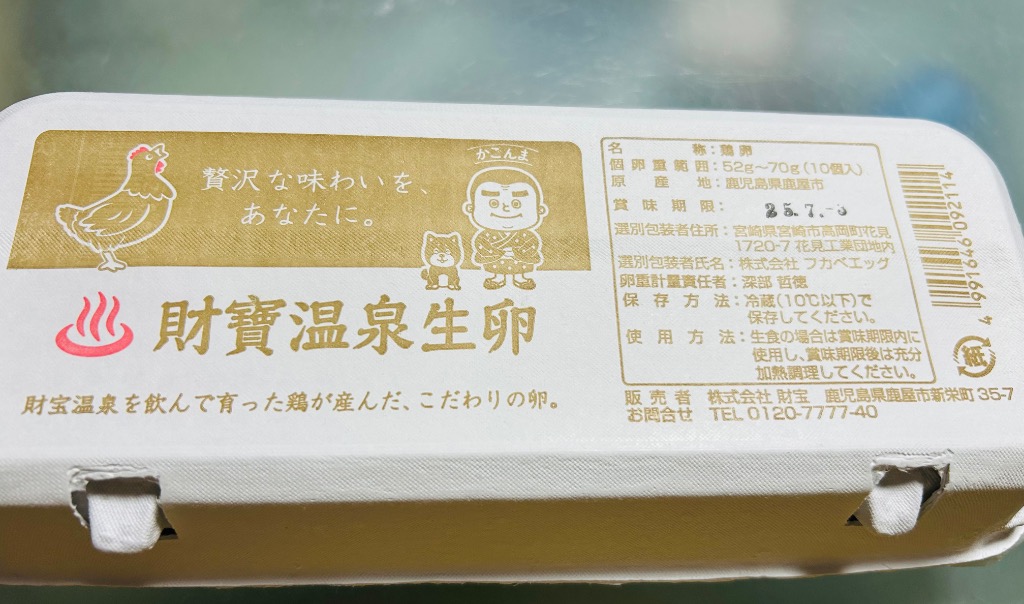 贅沢な味わいを、
あなたに。
かごんま
財寶温泉生卵
財宝温泉を飲んで育った鶏が産んだ、こだわりの卵。
名称：鶏卵
個卵重範囲：52g～70g(10個入)
原産地：鹿児島県鹿屋市
賞味期限：25.7.-3
選別包装者住所：宮崎県宮崎市高岡町花見
1720-7 花見工業団地内
選別包装者氏名：株式会社 フカベエッグ
卵重計量責任者：深部 哲徳
保存方法：冷蔵(10℃以下)で
保存してください。
使用方法：生食の場合は賞味期限内に
使用し、賞味期限後は充分
加熱調理してください。
販売者 株式会社 財宝 鹿児島県鹿屋市新栄町 35-7
お問合せ TEL 0120-7777-40
4 991646 092114
紙